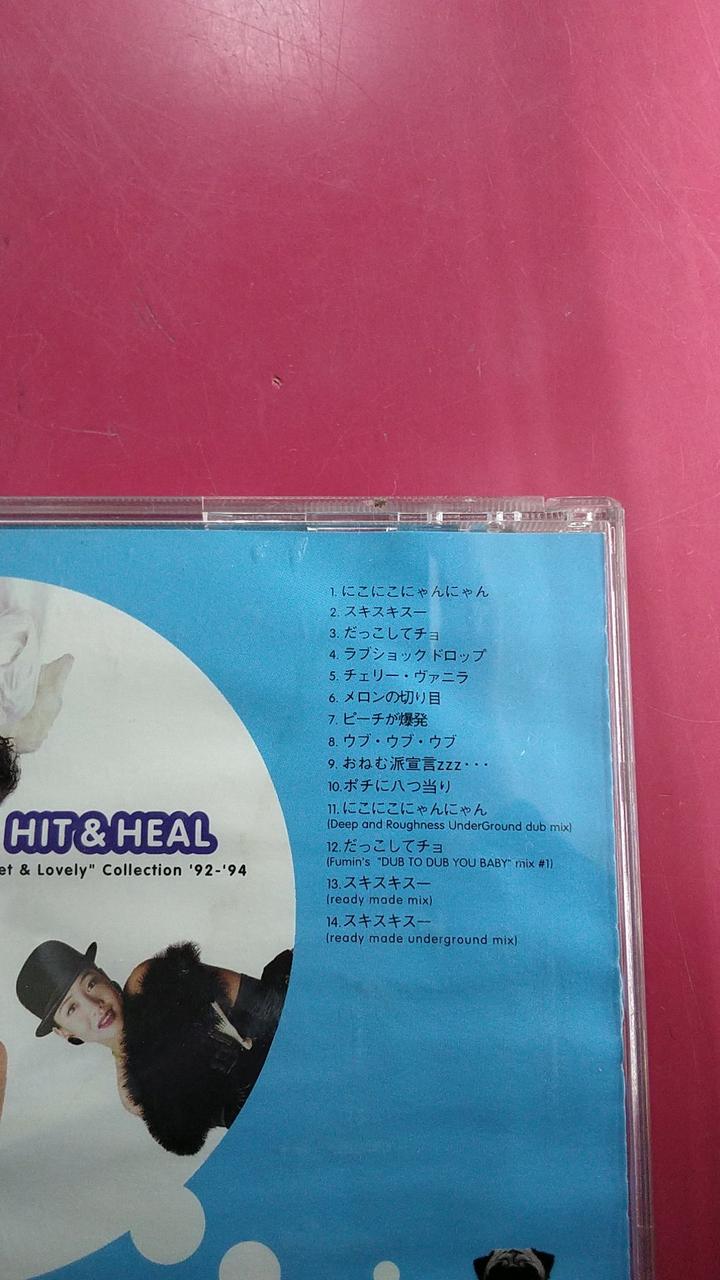 HIT & HEAL
et & Lovely" Collection '92-'94
1. にこにこにゃんにゃん
2. スキスキスー
3. だっこしてチョ
4. ラブショックドロップ
5. チェリー・ヴァニラ
6. メロンの切り目
7. ピーチが爆発
8. ウブ・ウブ・ウブ
9. おねむ派宣言zzz・・・
10. ポチに八つ当り
11. にこにこにゃんにゃん
(Deep and Roughness UnderGround dub mix)
12. だっこしてチョ
(Fumin's "DUB TO DUB YOU BABY" mix #1)
13. スキスキスー
(ready made mix)
14. スキスキスー
(ready made underground mix)